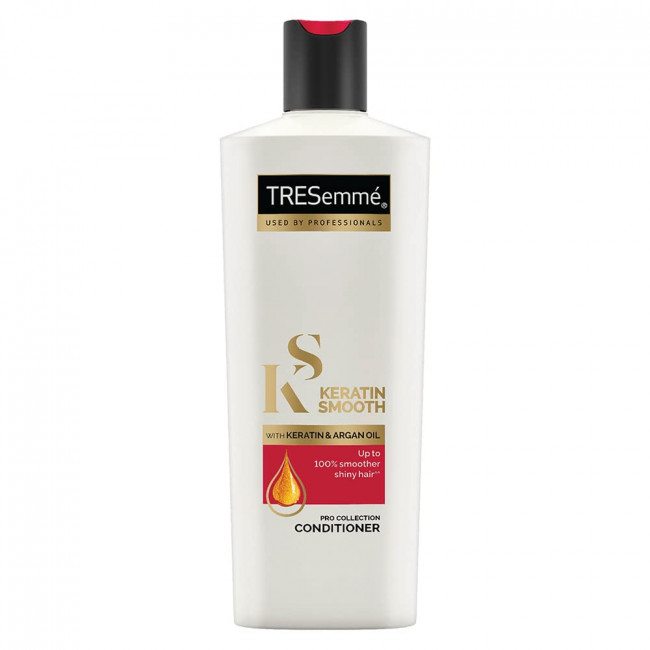 TRESemmé®
USED BY PROFESSIONALS
KS
KERATIN
SMOOTH
WITH KERATIN & ARGAN OIL
Up to
100% smoother
shiny hair
PRO COLLECTION
CONDITIONER